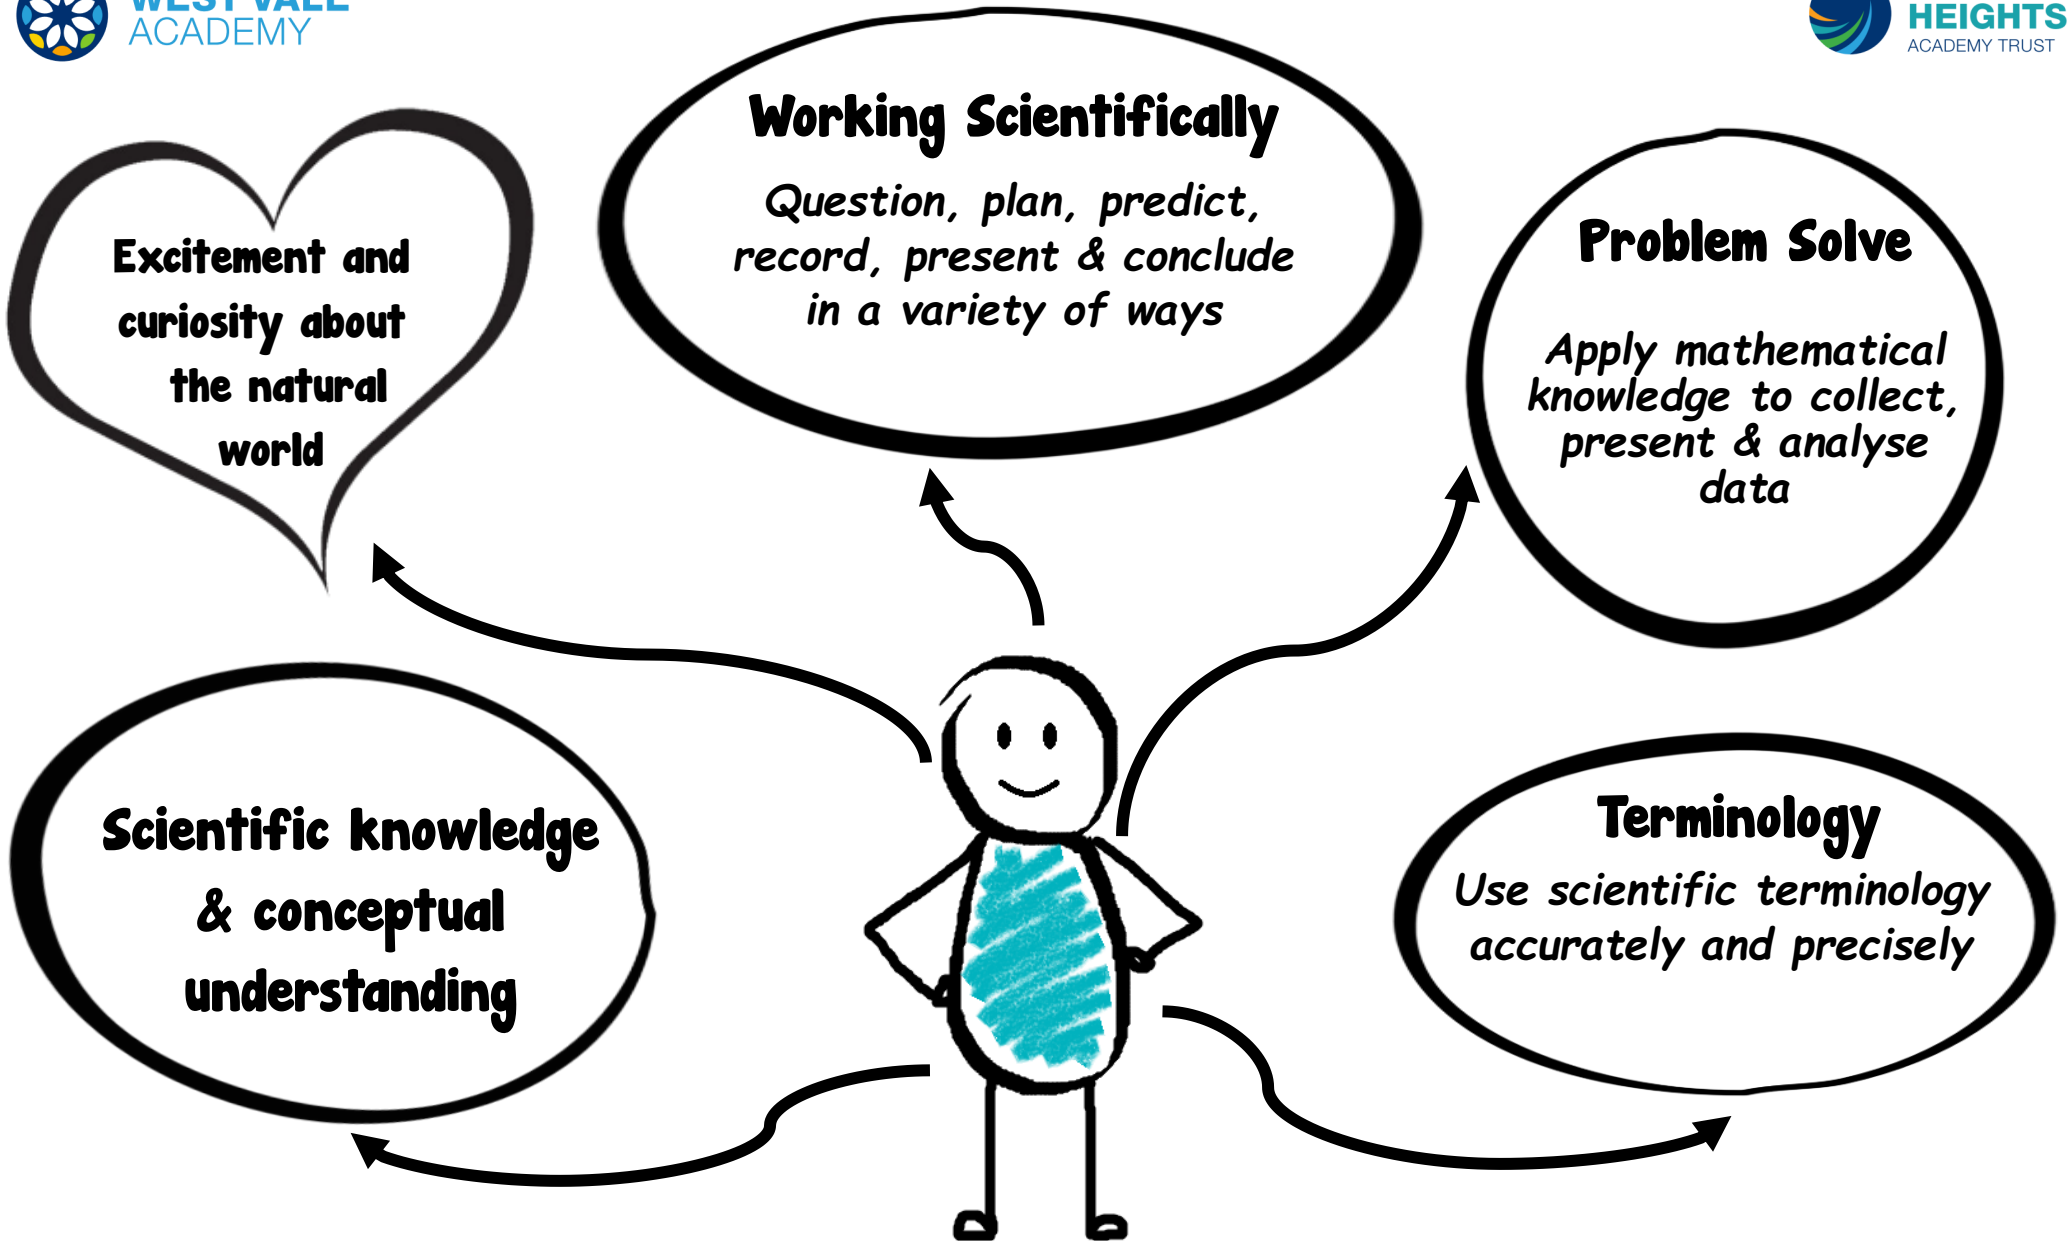 WEST VALE
ACADEMY
HEIGHTS
ACADEMY TRUST
Excitement and
curiosity about
the natural
world
Working Scientifically
Question, plan, predict,
record, present & conclude
in a variety of ways
Problem Solve
Apply mathematical
knowledge to collect,
present & analyse
data
Scientific knowledge
& conceptual
understanding
Terminology
Use scientific terminology
accurately and precisely